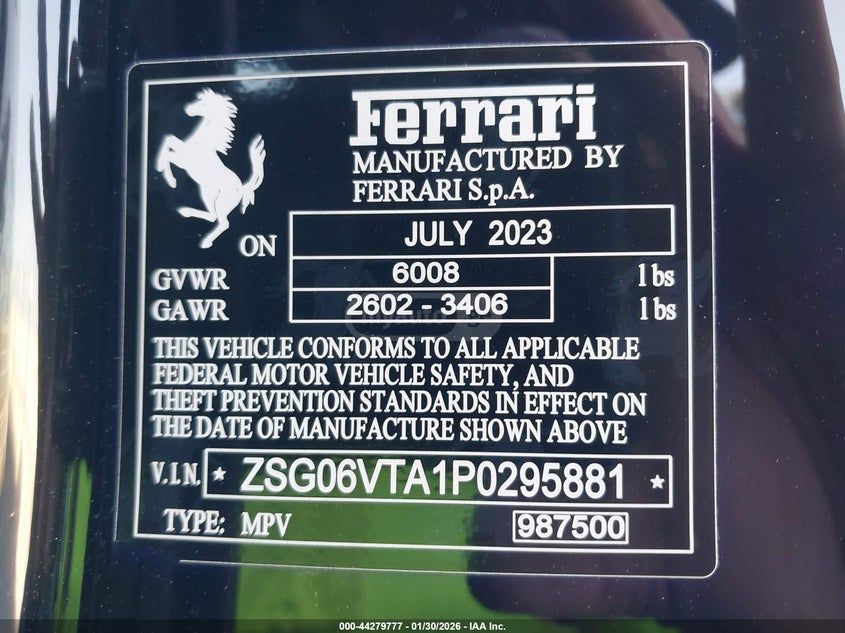 Ferrari
MANUFACTURED BY
FERRARI S.p.A.
ON JULY 2023
GVWR 6008 lbs
GAWR 2602 - 3406 lbs
THIS VEHICLE CONFORMS TO ALL APPLICABLE
FEDERAL MOTOR VEHICLE SAFETY, AND
THEFT PREVENTION STANDARDS IN EFFECT ON
THE DATE OF MANUFACTURE SHOWN ABOVE
V.I.N. * ZSG06VTA1P0295881 *
TYPE: MPV 987500
000-44279777 - 01/30/2026 - IAA Inc.